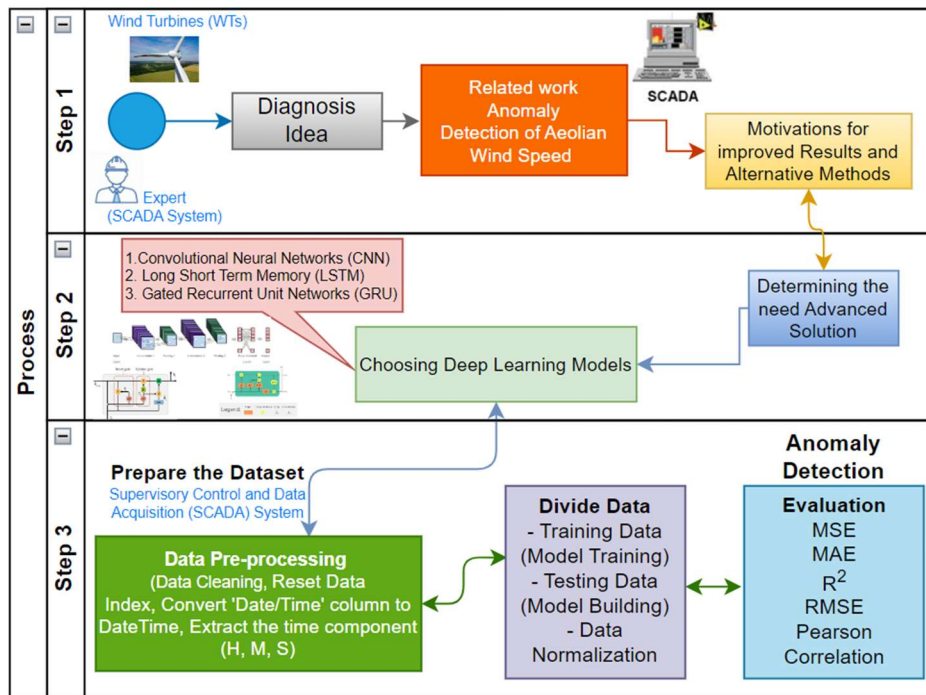 Process
Step 1
Wind Turbines (WTs)
Expert
(SCADA System)
Diagnosis
Idea
Related work
Anomaly
Detection of Aeolian
Wind Speed
SCADA
Motivations for
improved Results and
Alternative Methods
Step 2
1.Convolutional Neural Networks (CNN)
2. Long Short Term Memory (LSTM)
3. Gated Recurrent Unit Networks (GRU)
Choosing Deep Learning Models
Determining the
need Advanced
Solution
Step 3
Prepare the Dataset
Supervisory Control and Data
Acquisition (SCADA) System
Data Pre-processing
(Data Cleaning, Reset Data
Index, Convert 'Date/Time' column to
DateTime, Extract the time component
(H, M, S)
Divide Data
- Training Data
(Model Training)
- Testing Data
(Model Building)
- Data
Normalization
Anomaly
Detection
Evaluation
MSE
MAE
R²
RMSE
Pearson
Correlation